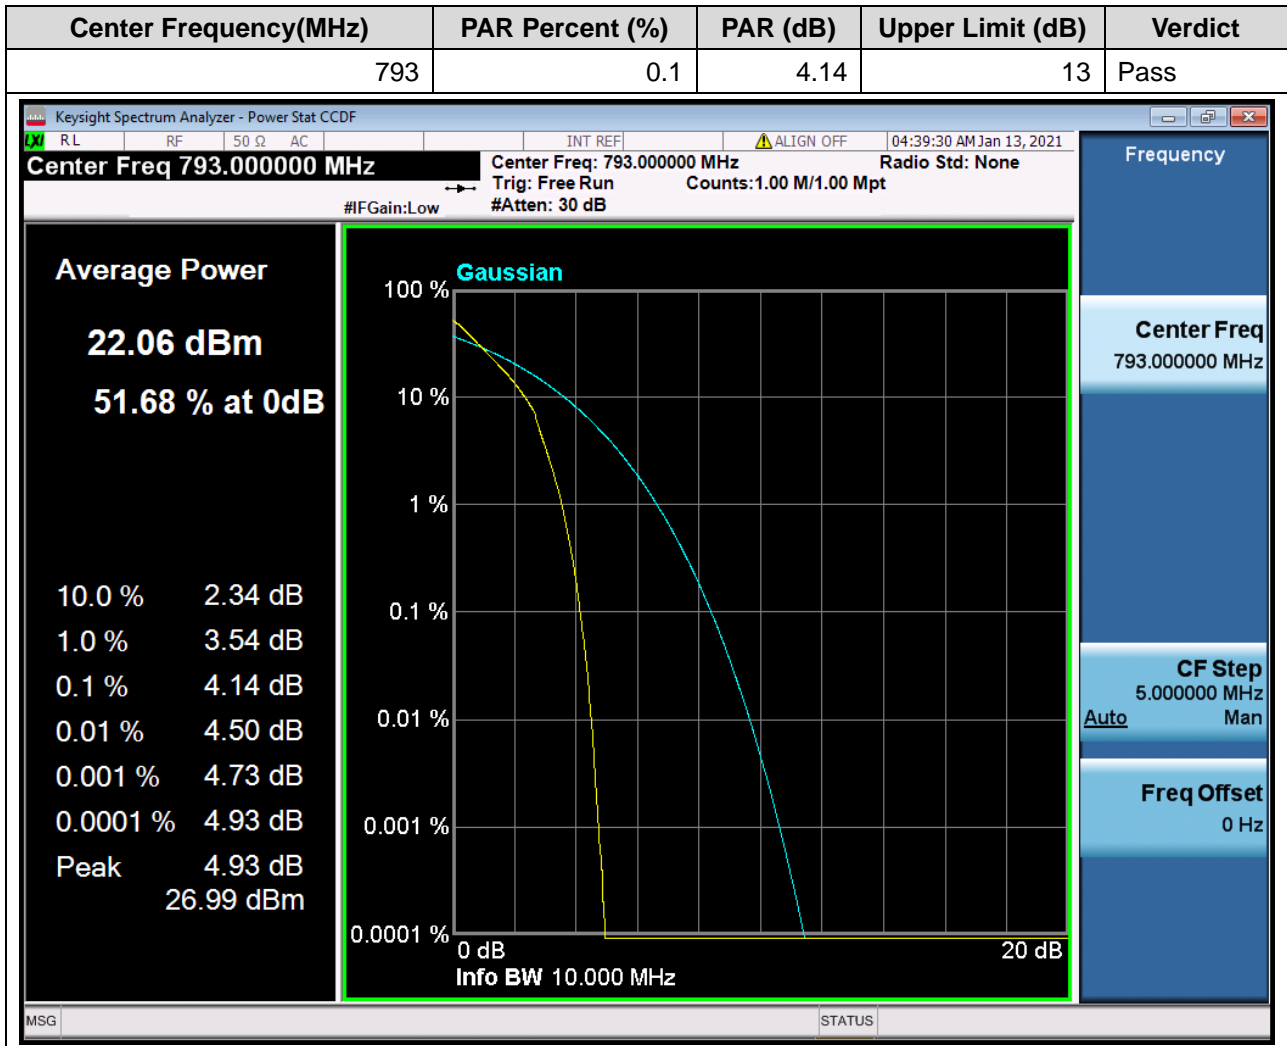 Center Frequency(MHz) PAR Percent (%) PAR (dB) Upper Limit (dB) Verdict
793 0.1 4.14 13 Pass
Keysight Spectrum Analyzer - Power Stat CCDF
LXI RL RF 50 Ω AC INT REF ALIGN OFF 04:39:30 AM Jan 13, 2021
Center Freq 793.000000 MHz
#IFGain:Low
Center Freq: 793.000000 MHz Radio Std: None
Trig: Free Run Counts:1.00 M/1.00 Mpt
#Atten: 30 dB
Average Power
22.06 dBm
51.68 % at 0dB
10.0 % 2.34 dB
1.0 % 3.54 dB
0.1 % 4.14 dB
0.01 % 4.50 dB
0.001 % 4.73 dB
0.0001 % 4.93 dB
Peak 4.93 dB
26.99 dBm
Gaussian
100 %
10 %
1 %
0.1 %
0.01 %
0.001 %
0.0001 %
0 dB 20 dB
Info BW 10.000 MHz
Frequency
Center Freq
793.000000 MHz
CF Step
5.000000 MHz
Auto Man
Freq Offset
0 Hz
MSG STATUS